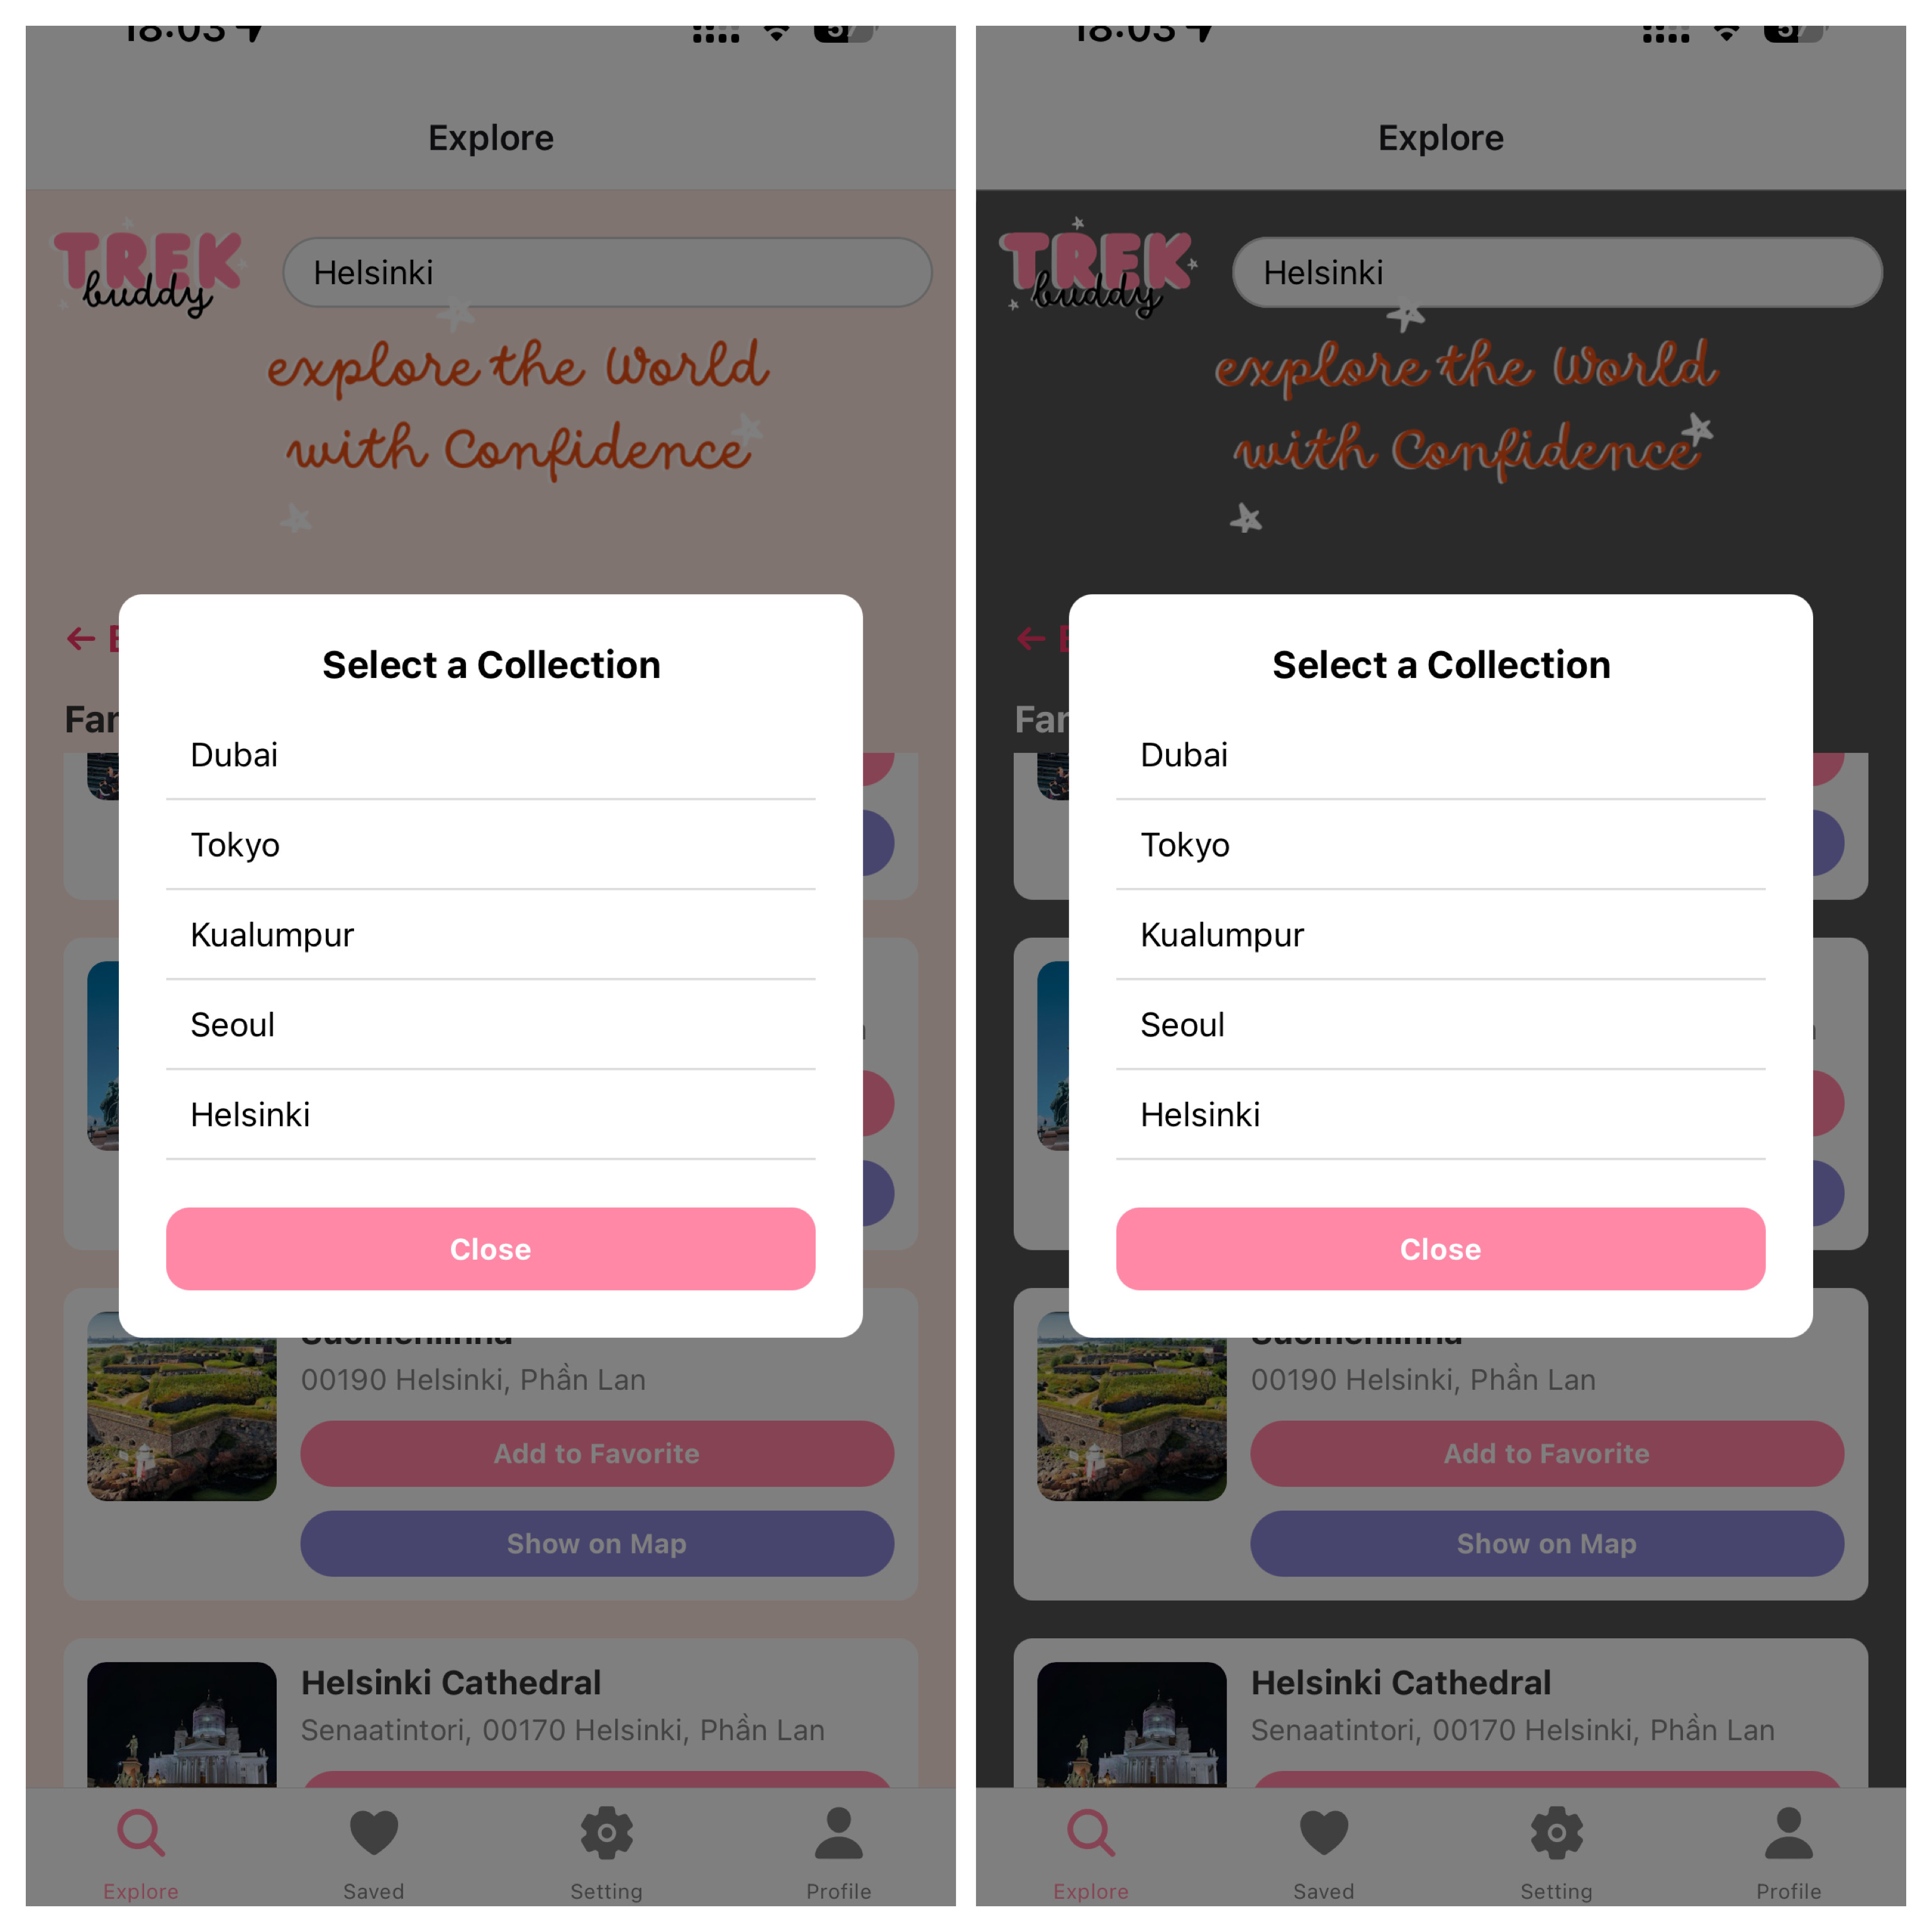 18:03
Explore
TREK
buddy
Helsinki
explore the World
with Confidence
Select a Collection
Dubai
Tokyo
Kualumpur
Seoul
Helsinki
Close
Suomenlinna
00190 Helsinki, Phần Lan
Add to Favorite
Show on Map
Helsinki Cathedral
Senaatintori, 00170 Helsinki, Phần Lan
Explore
Saved
Setting
Profile
18:03
Explore
TREK
buddy
Helsinki
explore the World
with Confidence
Select a Collection
Dubai
Tokyo
Kualumpur
Seoul
Helsinki
Close
Suomenlinna
00190 Helsinki, Phần Lan
Add to Favorite
Show on Map
Helsinki Cathedral
Senaatintori, 00170 Helsinki, Phần Lan
Explore
Saved
Setting
Profile